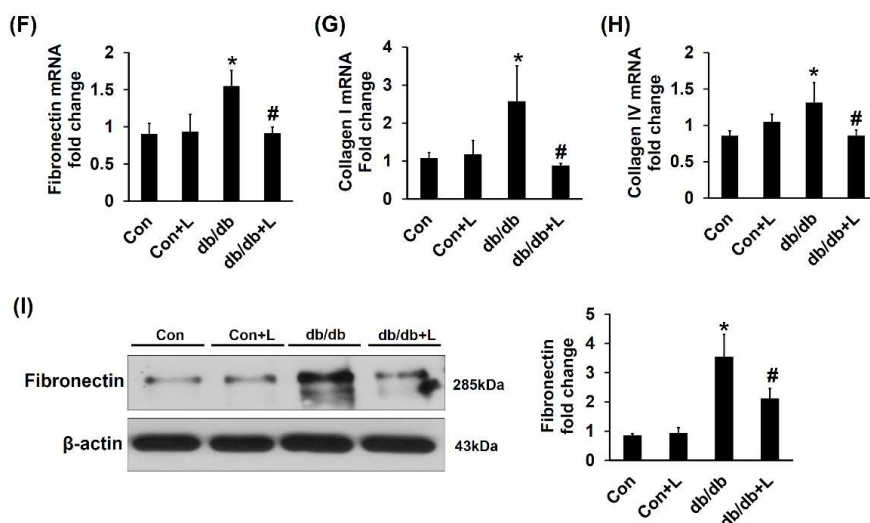 (F)
Fibronectin mRNA
fold change
2
1.5
1
0.5
0
*
#
Con
Con+L
db/db
db/db+L
(G)
Collagen I mRNA
Fold change
4
3
2
1
0
*
#
Con
Con+L
db/db
db/db+L
(H)
Collagen IV mRNA
fold change
2
1.5
1
0.5
0
*
#
Con
Con+L
db/db
db/db+L
(I)
Con
Con+L
db/db
db/db+L
Fibronectin
285kDa
β-actin
43kDa
Fibronectin
fold change
5
4
3
2
1
0
*
#
Con
Con+L
db/db
db/db+L